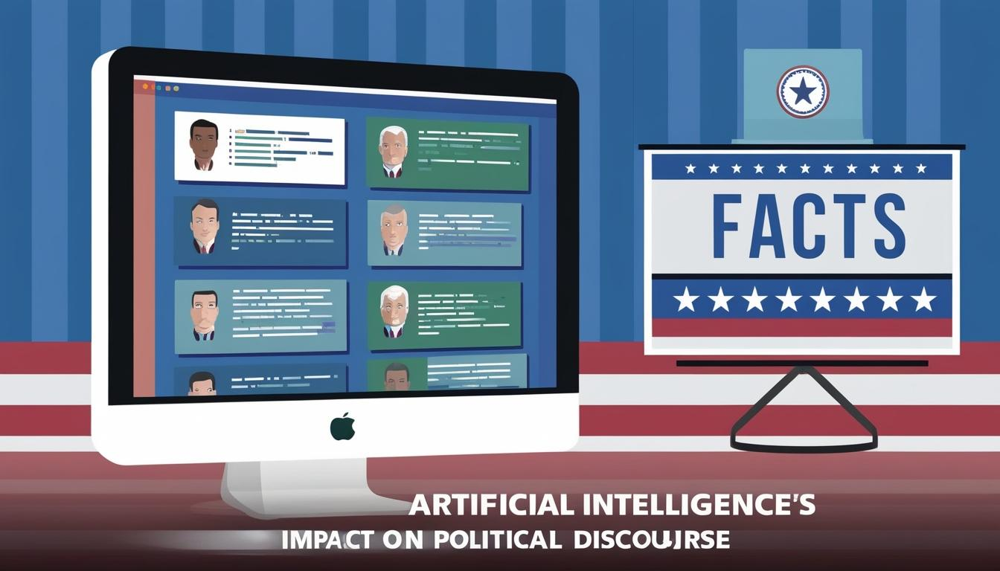 FACTS
ARTIFICIAL INTELLIGENCE'S
IMPACT ON POLITICAL DISCOUJRSE